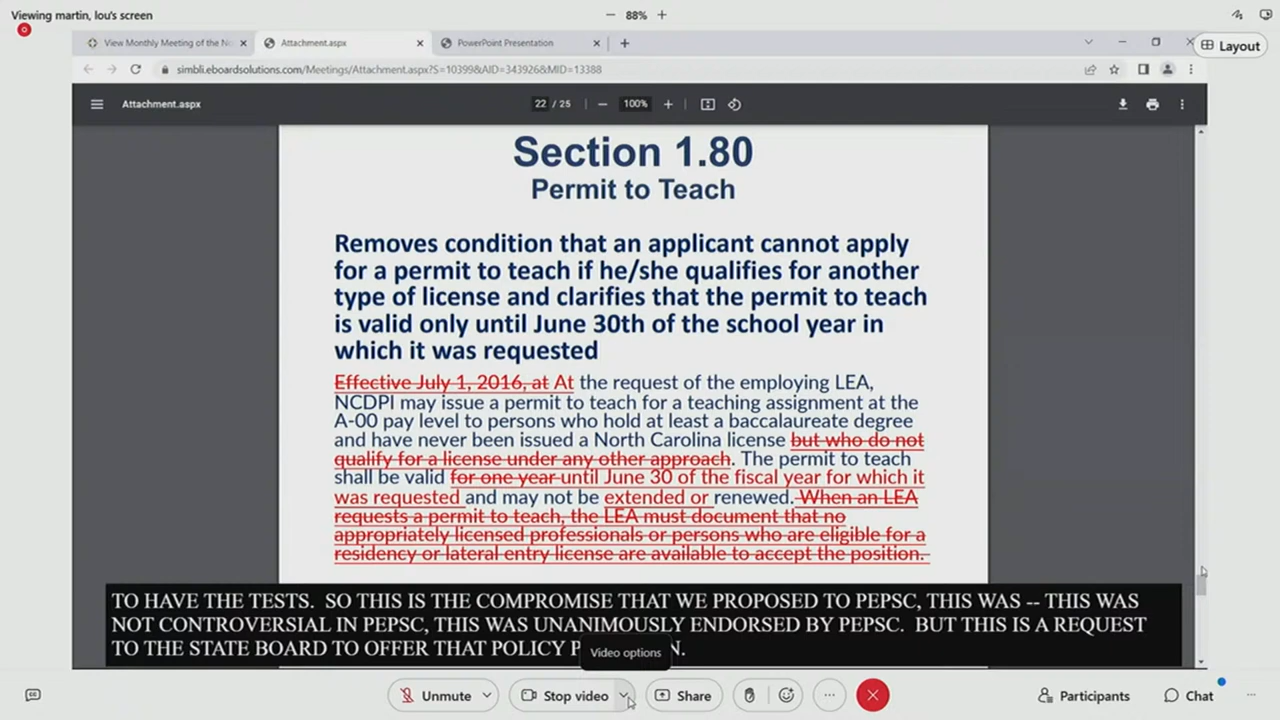 Viewing martin, lou's screen
88%
Layout
View Monthly Meeting of the No
Attachment.aspx
PowerPoint Presentation
simbli.eboardsolutions.com/Meetings/Attachment.aspx?S=10399&AID=343926&MID=13388
Attachment.aspx
22 / 25
100%
Section 1.80
Permit to Teach
Removes condition that an applicant cannot apply
for a permit to teach if he/she qualifies for another
type of license and clarifies that the permit to teach
is valid only until June 30th of the school year in
which it was requested
Effective July 1, 2016, at At the request of the employing LEA,
NCDPI may issue a permit to teach for a teaching assignment at the
A-00 pay level to persons who hold at least a baccalaureate degree
and have never been issued a North Carolina license but who do not
qualify for a license under any other approach. The permit to teach
shall be valid for one year until June 30 of the fiscal year for which it
was requested and may not be extended or renewed. When an LEA
requests a permit to teach, the LEA must document that no
appropriately licensed professionals or persons who are eligible for a
residency or lateral entry license are available to accept the position.
TO HAVE THE TESTS. SO THIS IS THE COMPROMISE THAT WE PROPOSED TO PEPSC, THIS WAS -- THIS WAS
NOT CONTROVERSIAL IN PEPSC, THIS WAS UNANIMOUSLY ENDORSED BY PEPSC. BUT THIS IS A REQUEST
TO THE STATE BOARD TO OFFER THAT POLICY P N.
Video options
Unmute
Stop video
Share
Participants
Chat